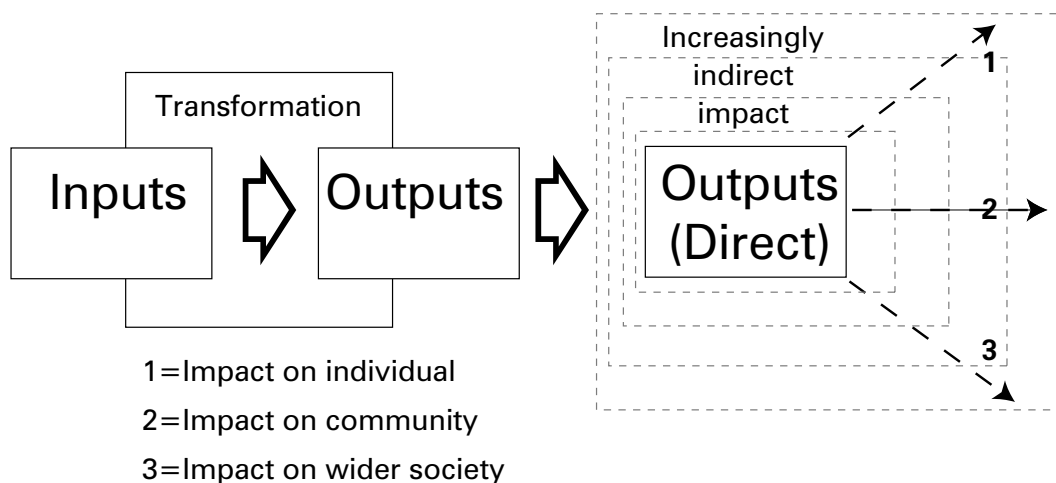 Transformation
Inputs
Outputs
Increasingly
indirect
impact
Outputs
(Direct)
1
2
3
1=Impact on individual
2=Impact on community
3=Impact on wider society